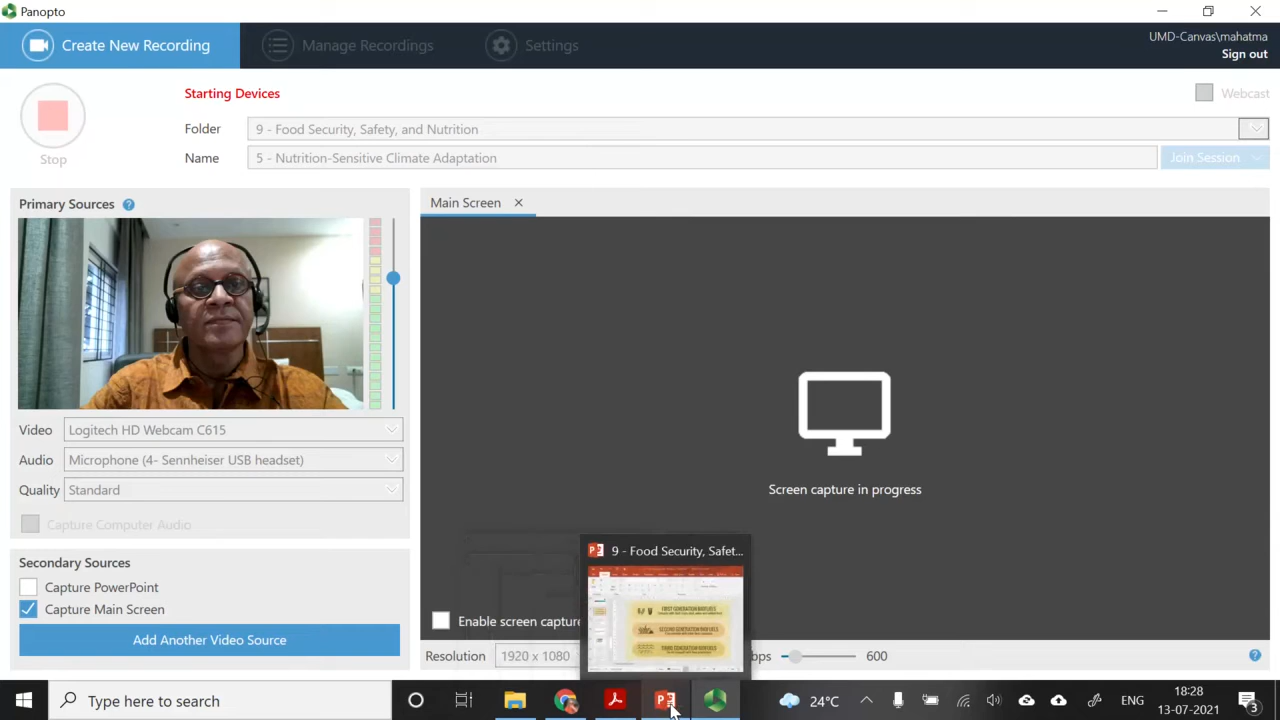 Panopto
Create New Recording
Manage Recordings
Settings
UMD-Canvas\mahatma
Sign out
Starting Devices
Webcast
Folder
9 - Food Security, Safety, and Nutrition
Stop
Name
5 - Nutrition-Sensitive Climate Adaptation
Join Session
Primary Sources
Main Screen
Screen capture in progress
Video
Logitech HD Webcam C615
Audio
Microphone (4- Sennheiser USB headset)
Quality
Standard
Capture Computer Audio
Secondary Sources
Capture PowerPoint
Capture Main Screen
Add Another Video Source
9 - Food Security, Safet...
FIRST GENERATION BIOFUELS
SECOND GENERATION BIOFUELS
THIRD GENERATION BIOFUELS
Enable screen capture
Resolution
1920 x 1080
bps
600
Type here to search
24°C
ENG
18:28
13-07-2021
3